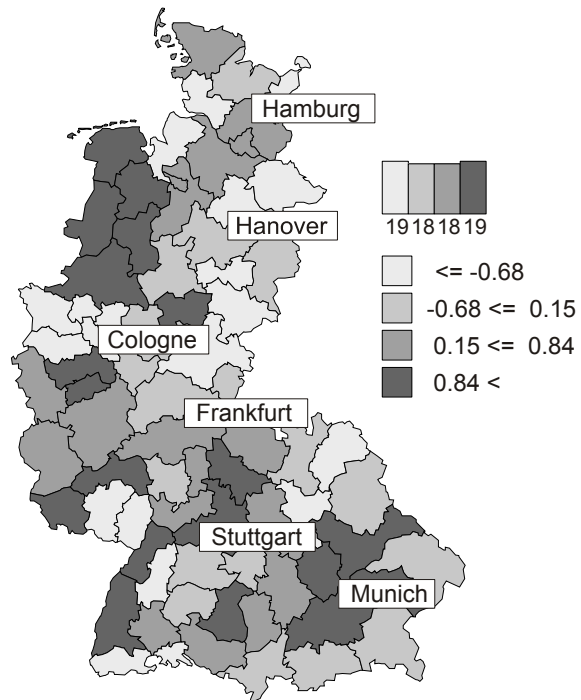 Hamburg
Hanover
19 18 18 19
<= -0.68
-0.68 <= 0.15
0.15 <= 0.84
0.84 <
Cologne
Frankfurt
Stuttgart
Munich